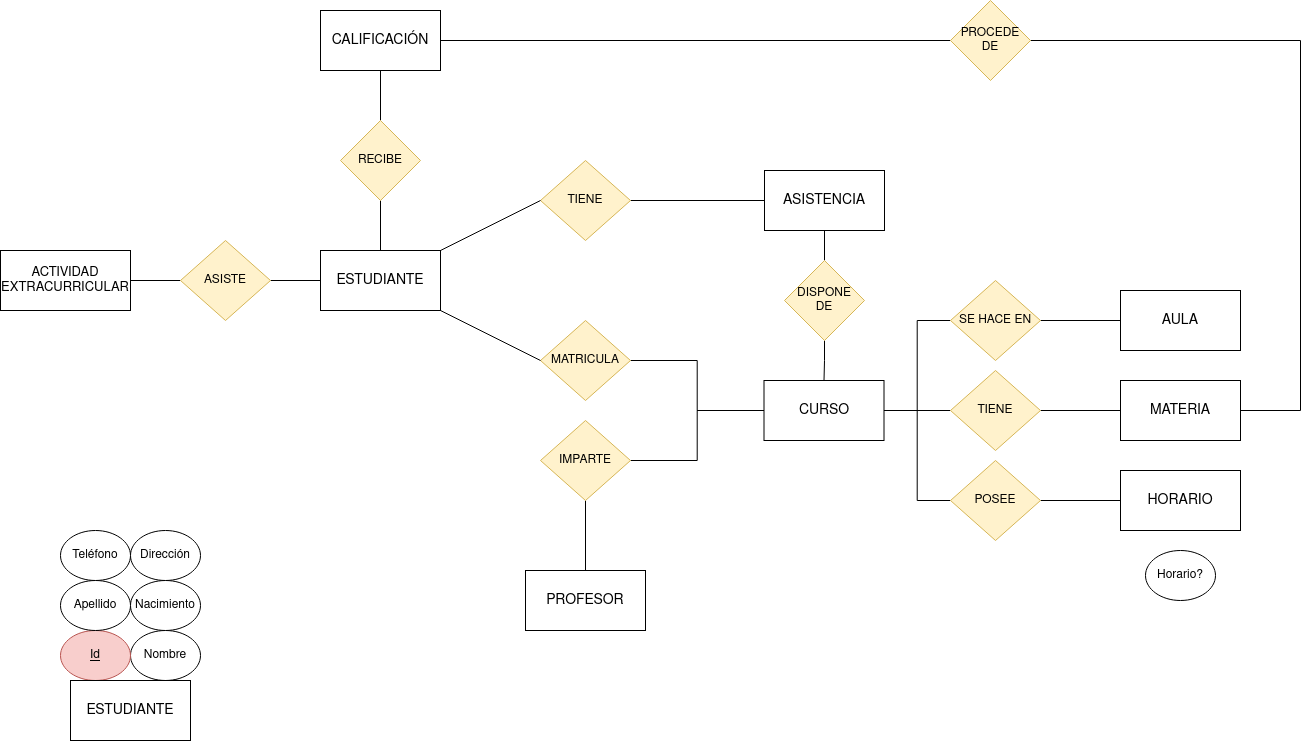 CALIFICACIÓN
PROCEDE
DE
RECIBE
TIENE
ASISTENCIA
ACTIVIDAD
EXTRACURRICULAR
ASISTE
ESTUDIANTE
DISPONE
DE
SE HACE EN
AULA
MATRICULA
CURSO
TIENE
MATERIA
IMPARTE
POSEE
HORARIO
Teléfono
Dirección
Horario?
Apellido
Nacimiento
PROFESOR
Id
Nombre
ESTUDIANTE